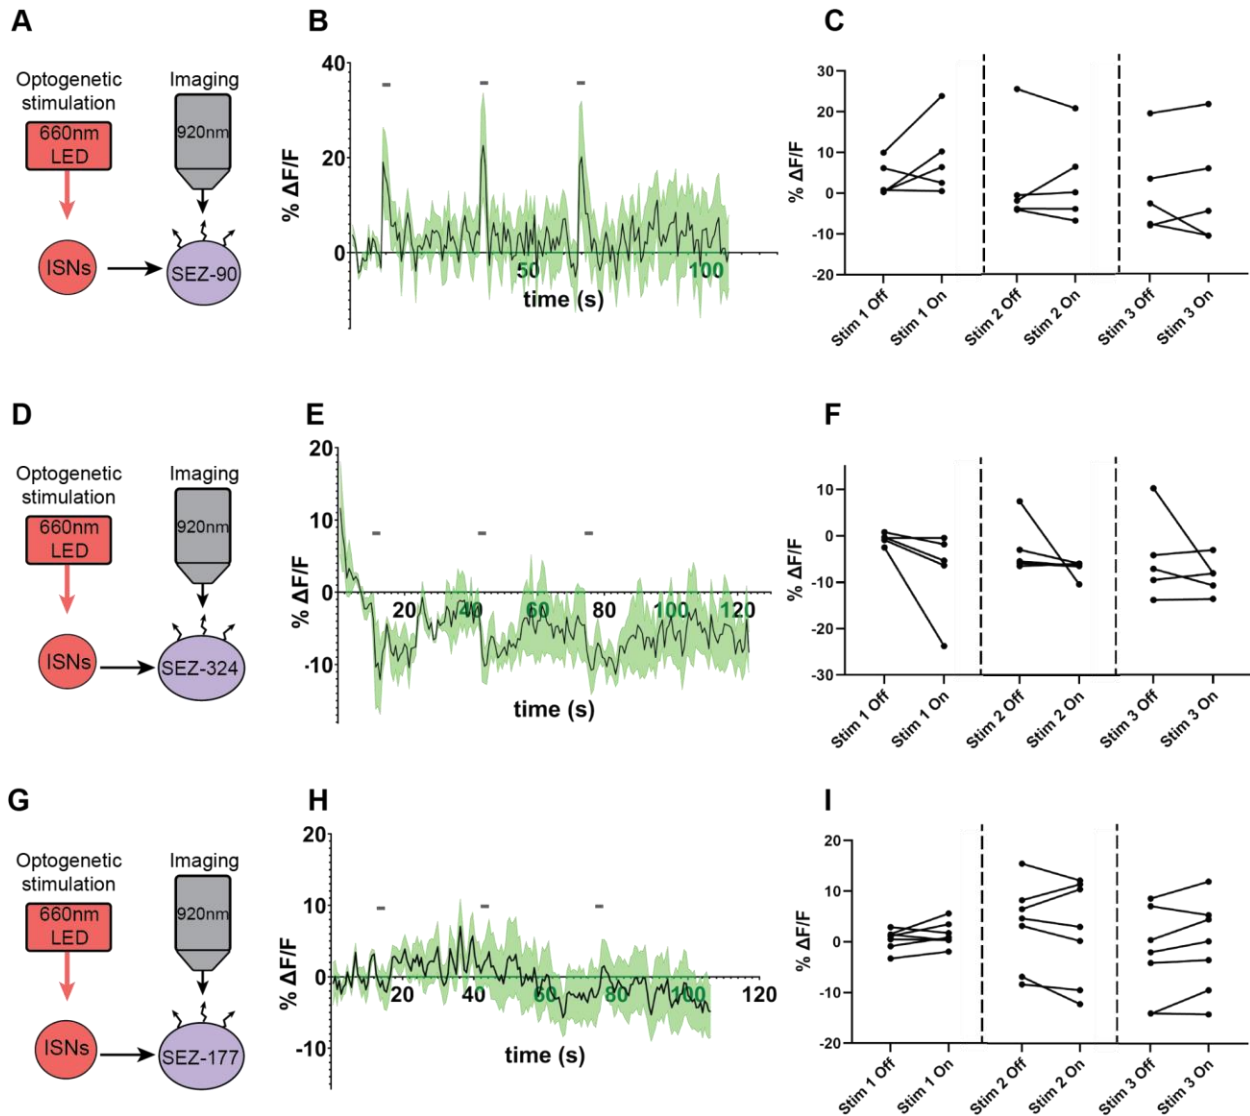 A
Optogenetic
stimulation
660nm
LED
ISNs
Imaging
920nm
SEZ-90
B
% ΔF/F
40
20
0
50
100
time (s)
C
% ΔF/F
30
20
10
0
-10
-20
Stim 1 Off
Stim 1 On
Stim 2 Off
Stim 2 On
Stim 3 Off
Stim 3 On
D
Optogenetic
stimulation
660nm
LED
ISNs
Imaging
920nm
SEZ-324
E
% ΔF/F
20
10
0
-10
20
40
60
80
100
120
time (s)
F
% ΔF/F
10
0
-10
-20
-30
Stim 1 Off
Stim 1 On
Stim 2 Off
Stim 2 On
Stim 3 Off
Stim 3 On
G
Optogenetic
stimulation
660nm
LED
ISNs
Imaging
920nm
SEZ-177
H
% ΔF/F
20
10
0
-10
20
40
60
80
100
120
time (s)
I
% ΔF/F
20
10
0
-10
-20
Stim 1 Off
Stim 1 On
Stim 2 Off
Stim 2 On
Stim 3 Off
Stim 3 On